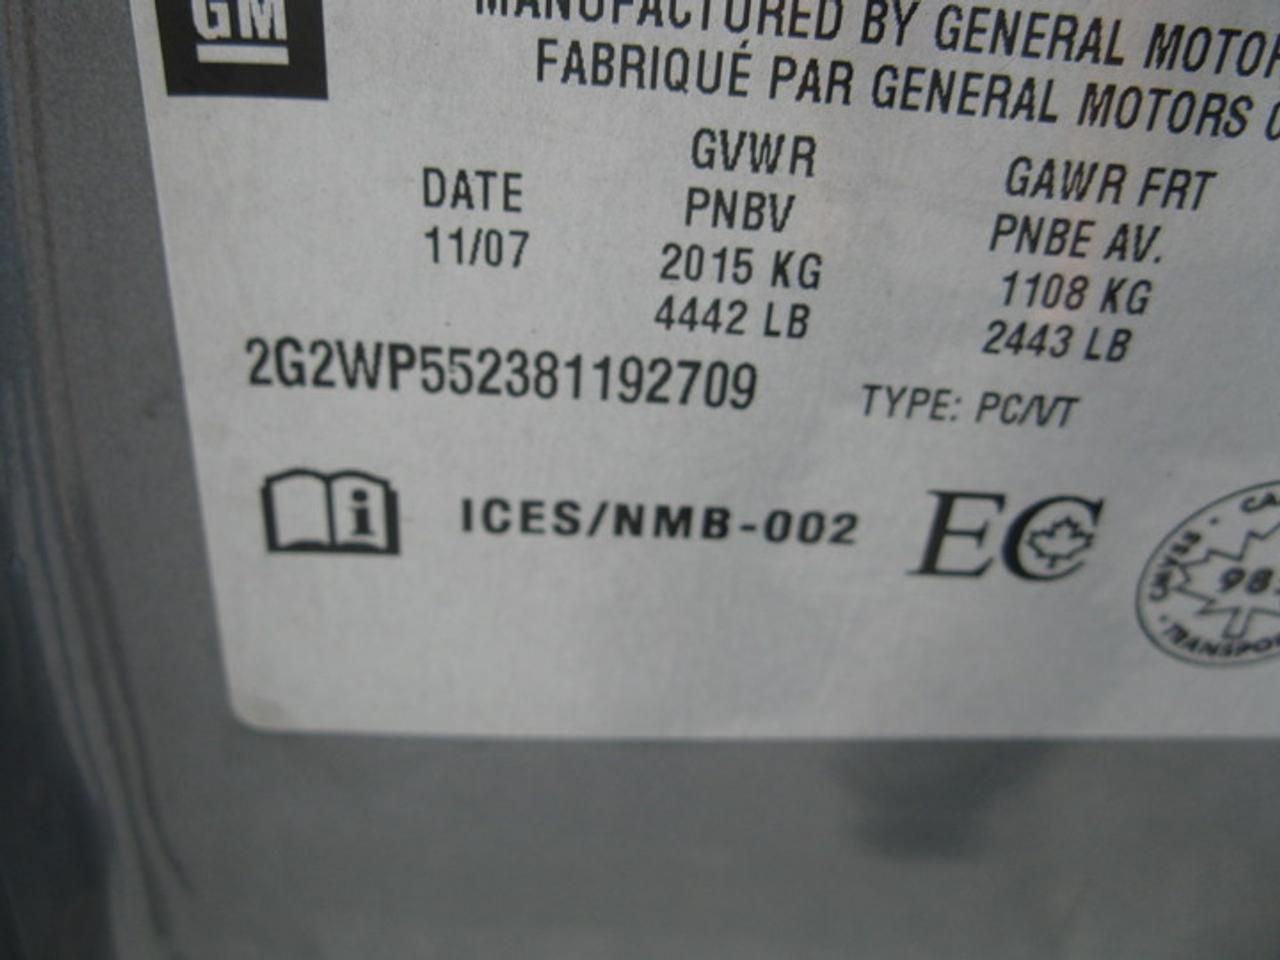 GM
MANUFACTURED BY GENERAL MOTOR
FABRIQUÉ PAR GENERAL MOTORS
DATE
11/07
GVWR
PNBV
2015 KG
4442 LB
GAWR FRT
PNBE AV.
1108 KG
2443 LB
2G2WP552381192709
TYPE: PC/VT
i
ICES/NMB-002
EC